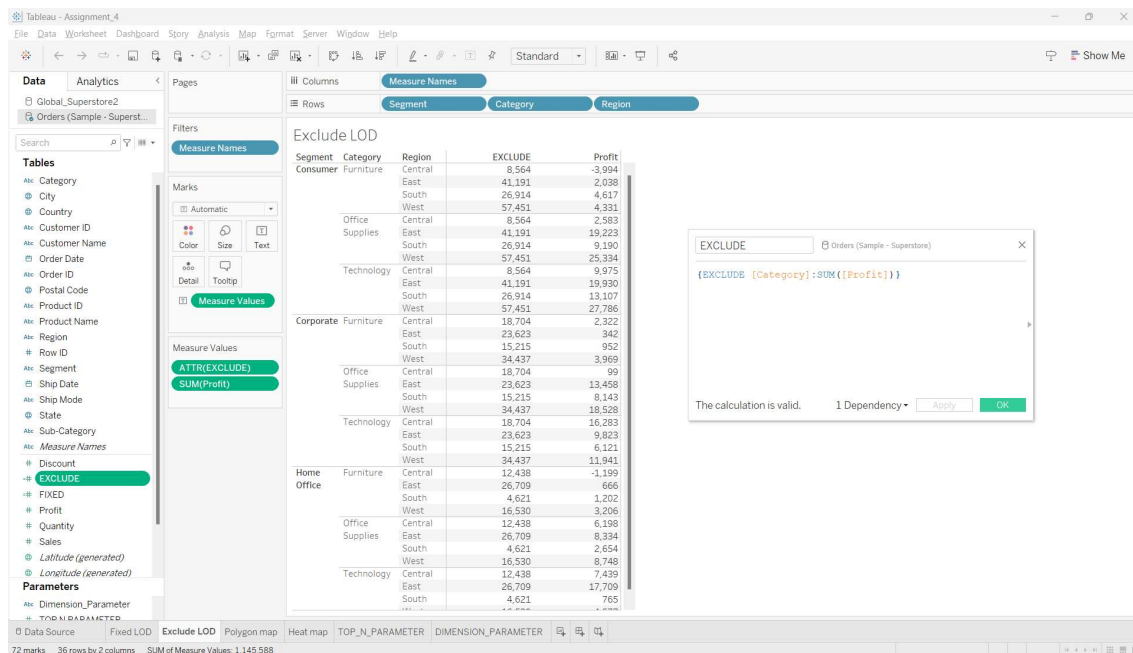 Tableau - Assignment_4
File Data Worksheet Dashboard Story Analysis Map Format Server Window Help
Standard
Show Me
Data Analytics
Global_Superstore2
Orders (Sample - Superst...
Search
Tables
Abc Category
City
Country
Abc Customer ID
Abc Customer Name
Order Date
Abc Order ID
Postal Code
Abc Product ID
Abc Product Name
Abc Region
# Row ID
Abc Segment
Ship Date
Abc Ship Mode
State
Abc Sub-Category
Abc Measure Names
# Discount
=# EXCLUDE
=# FIXED
# Profit
# Quantity
# Sales
Latitude (generated)
Longitude (generated)
Parameters
Abc Dimension_Parameter
# TOP N PARAMETER
Pages
Filters
Measure Names
Marks
Automatic
Color Size Text
Detail Tooltip
Measure Values
Measure Values
ATTR(EXCLUDE)
SUM(Profit)
Columns Measure Names
Rows Segment Category Region
Exclude LOD
Segment Category Region EXCLUDE Profit
Consumer Furniture Central 8,564 -3,994
East 41,191 2,038
South 26,914 4,617
West 57,451 4,331
Office Central 8,564 2,583
Supplies East 41,191 19,223
South 26,914 9,190
West 57,451 25,334
Technology Central 8,564 9,975
East 41,191 19,930
South 26,914 13,107
West 57,451 27,786
Corporate Furniture Central 18,704 2,322
East 23,623 342
South 15,215 952
West 34,437 3,969
Office Central 18,704 99
Supplies East 23,623 13,458
South 15,215 8,143
West 34,437 18,528
Technology Central 18,704 16,283
East 23,623 9,823
South 15,215 6,121
West 34,437 11,941
Home Furniture Central 12,438 -1,199
Office East 26,709 666
South 4,621 1,202
West 16,530 3,206
Office Central 12,438 6,198
Supplies East 26,709 8,334
South 4,621 2,654
West 16,530 8,748
Technology Central 12,438 7,439
East 26,709 17,709
South 4,621 765
EXCLUDE Orders (Sample - Superstore)
{EXCLUDE [Category]:SUM([Profit])}
The calculation is valid. 1 Dependency Apply OK
Data Source Fixed LOD Exclude LOD Polygon map Heat map TOP_N_PARAMETER DIMENSION_PARAMETER
72 marks 36 rows by 2 columns SUM of Measure Values: 1,145,588